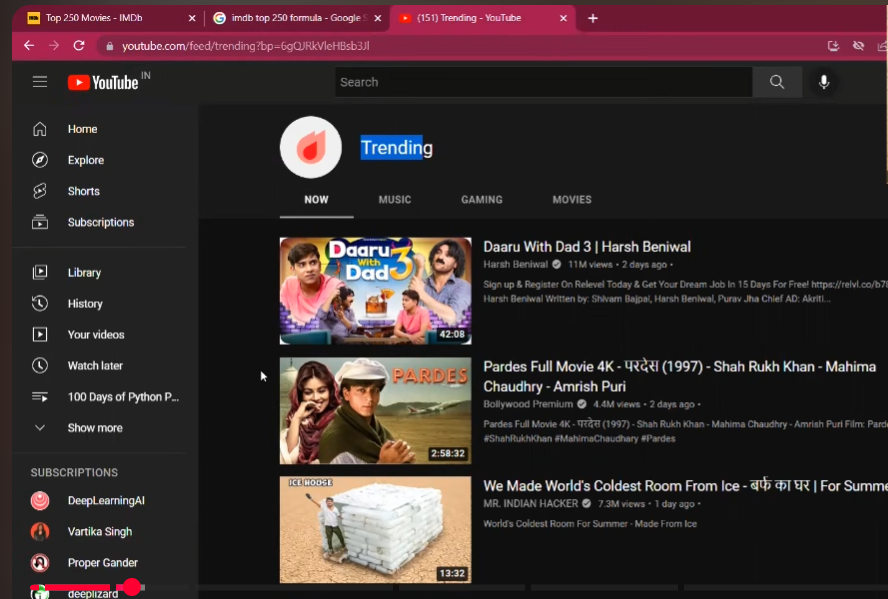 Top 250 Movies - IMDb
imdb top 250 formula - Google S
(151) Trending - YouTube
youtube.com/feed/trending?bp=6gQJRkVleHBsb3Jl
YouTube IN
Search
Home
Explore
Shorts
Subscriptions
Library
History
Your videos
Watch later
100 Days of Python P...
Show more
SUBSCRIPTIONS
DeepLearningAI
Vartika Singh
Proper Gander
deeplizard
Trending
NOW MUSIC GAMING MOVIES
Daaru
With
Dad 3
42:08
Daaru With Dad 3 | Harsh Beniwal
Harsh Beniwal 11M views • 2 days ago •
Sign up & Register On Relevel Today & Get Your Dream Job In 15 Days For Free! https://relvl.co/b78
Harsh Beniwal Written by: Shivam Bajpai, Harsh Beniwal, Purav Jha Chief AD: Akriti...
PARDES
2:58:32
Pardes Full Movie 4K - परदेस (1997) - Shah Rukh Khan - Mahima
Chaudhry - Amrish Puri
Bollywood Premium 4.4M views • 2 days ago •
Pardes Full Movie 4K - परदेस (1997) - Shah Rukh Khan - Mahima Chaudhry - Amrish Puri Film: Parde
#ShahRukhKhan #MahimaChaudhary #Pardes
ICE HOUSE
13:32
We Made World's Coldest Room From Ice - बर्फ का घर | For Summe
MR. INDIAN HACKER 7.3M views • 1 day ago •
World's Coldest Room For Summer - Made From Ice